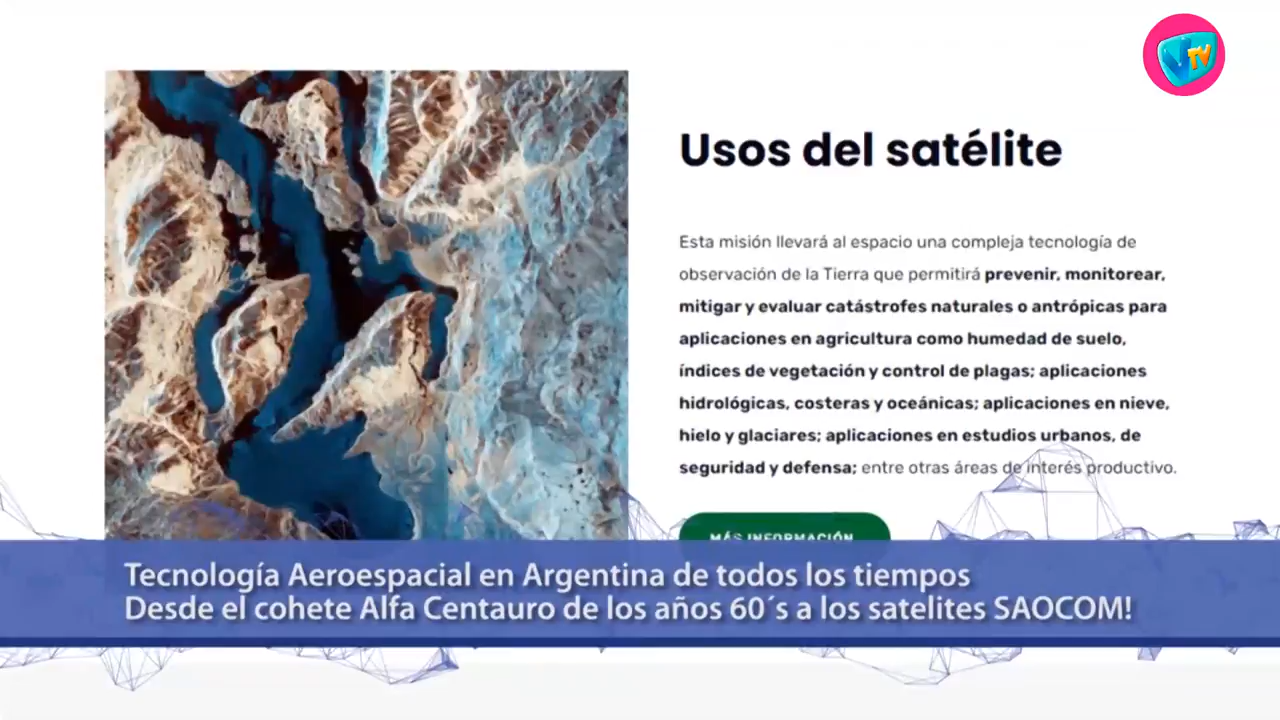 TV
Usos del satélite
Esta misión llevará al espacio una compleja tecnología de
observación de la Tierra que permitirá prevenir, monitorear,
mitigar y evaluar catástrofes naturales o antrópicas para
aplicaciones en agricultura como humedad de suelo,
índices de vegetación y control de plagas; aplicaciones
hidrológicas, costeras y oceánicas; aplicaciones en nieve,
hielo y glaciares; aplicaciones en estudios urbanos, de
seguridad y defensa; entre otras áreas de interés productivo.
MÁS INFORMACIÓN
Tecnología Aeroespacial en Argentina de todos los tiempos
Desde el cohete Alfa Centauro de los años 60´s a los satelites SAOCOM!